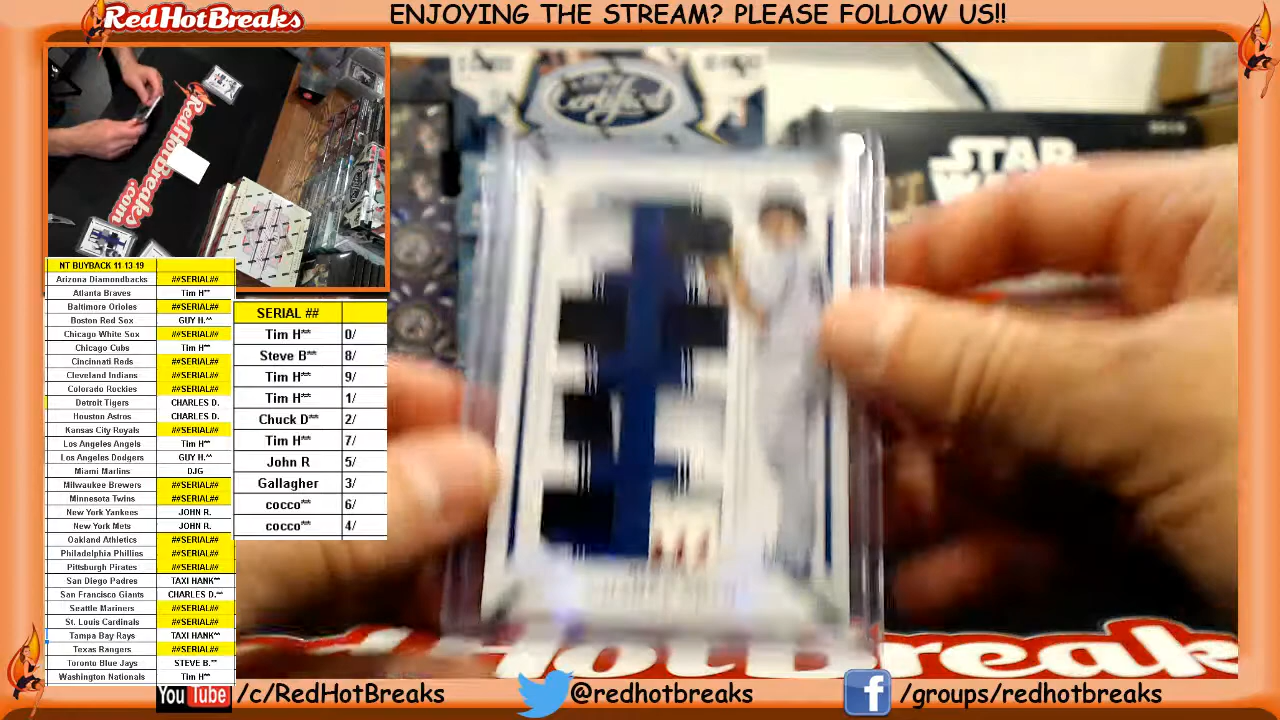 RedHotBreaks
ENJOYING THE STREAM? PLEASE FOLLOW US!!
RedHotBreaks
.com
Certified
STAR
NT BUYBACK 11-13-19
Arizona Diamondbacks ##SERIAL##
Atlanta Braves Tim H**
Baltimore Orioles ##SERIAL##
Boston Red Sox GUY H.**
Chicago White Sox ##SERIAL##
Chicago Cubs Tim H**
Cincinnati Reds ##SERIAL##
Cleveland Indians ##SERIAL##
Colorado Rockies ##SERIAL##
Detroit Tigers CHARLES D.
Houston Astros CHARLES D.
Kansas City Royals ##SERIAL##
Los Angeles Angels Tim H**
Los Angeles Dodgers GUY H.**
Miami Marlins DJG
Milwaukee Brewers ##SERIAL##
Minnesota Twins ##SERIAL##
New York Yankees JOHN R.
New York Mets JOHN R.
Oakland Athletics ##SERIAL##
Philadelphia Phillies ##SERIAL##
Pittsburgh Pirates ##SERIAL##
San Diego Padres TAXI HANK**
San Francisco Giants CHARLES D.**
Seattle Mariners ##SERIAL##
St. Louis Cardinals ##SERIAL##
Tampa Bay Rays TAXI HANK**
Texas Rangers ##SERIAL##
Toronto Blue Jays STEVE B.**
Washington Nationals Tim H**
SERIAL ##
Tim H** 0/
Steve B** 8/
Tim H** 9/
Tim H** 1/
Chuck D** 2/
Tim H** 7/
John R 5/
Gallagher 3/
cocco** 6/
cocco** 4/
HotBreaks
YouTube /c/RedHotBreaks
@redhotbreaks
f /groups/redhotbreaks